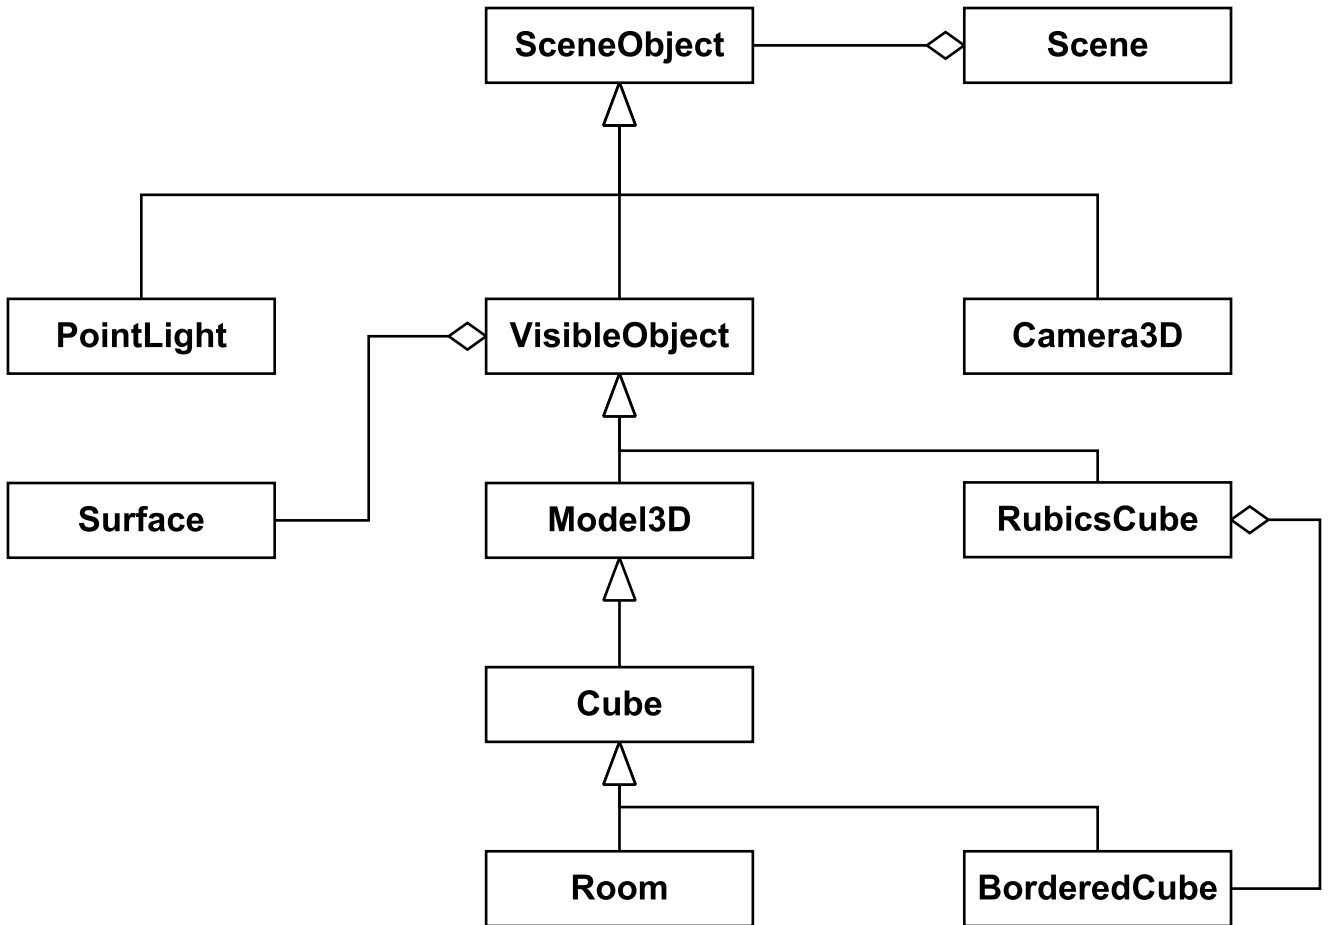 SceneObject
Scene
PointLight
VisibleObject
Camera3D
Surface
Model3D
RubicsCube
Cube
Room
BorderedCube